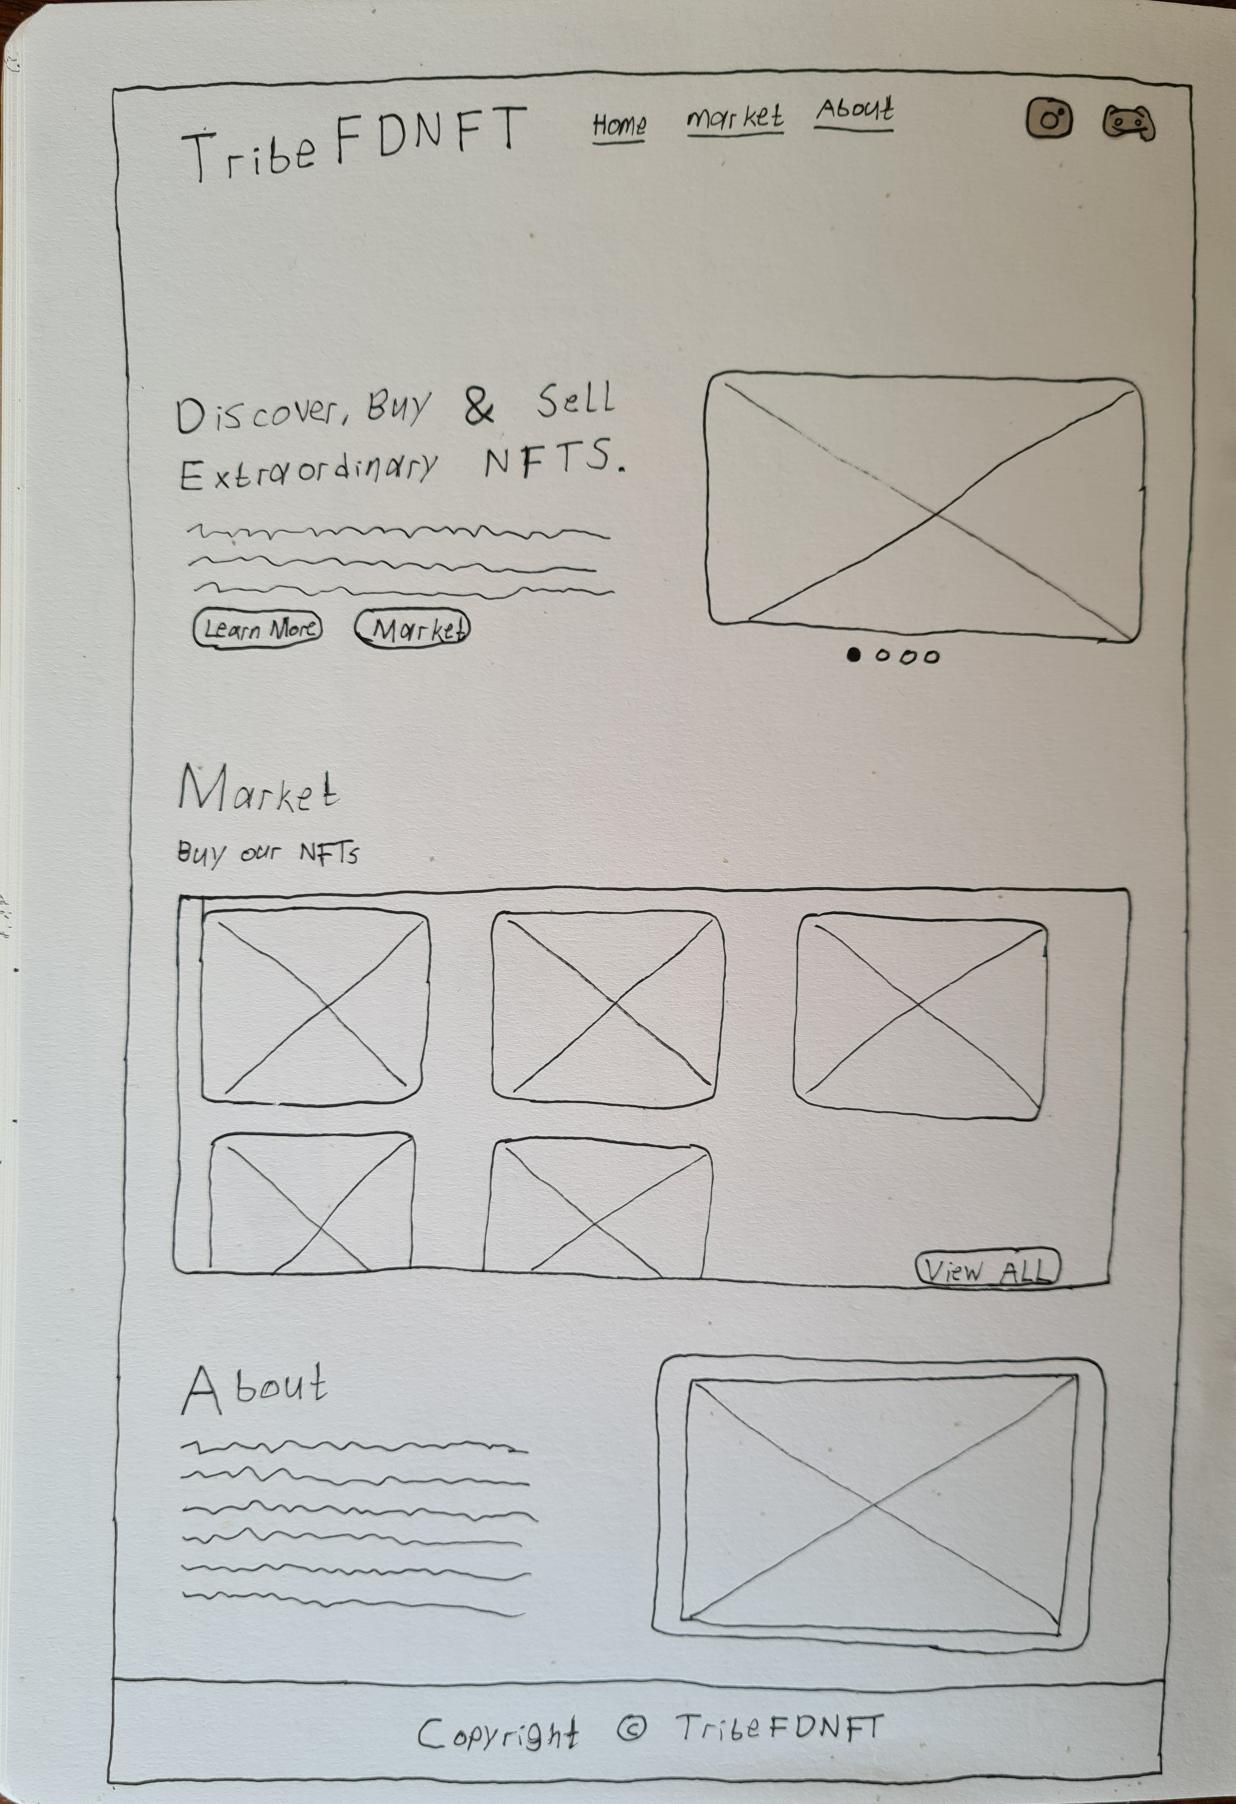 TribeFDNFT Home market About
Discover, Buy & Sell
Extraordinary NFTS.
Learn More Market
Market
Buy our NFTs
View ALL
About
Copyright © TribeFDNFT